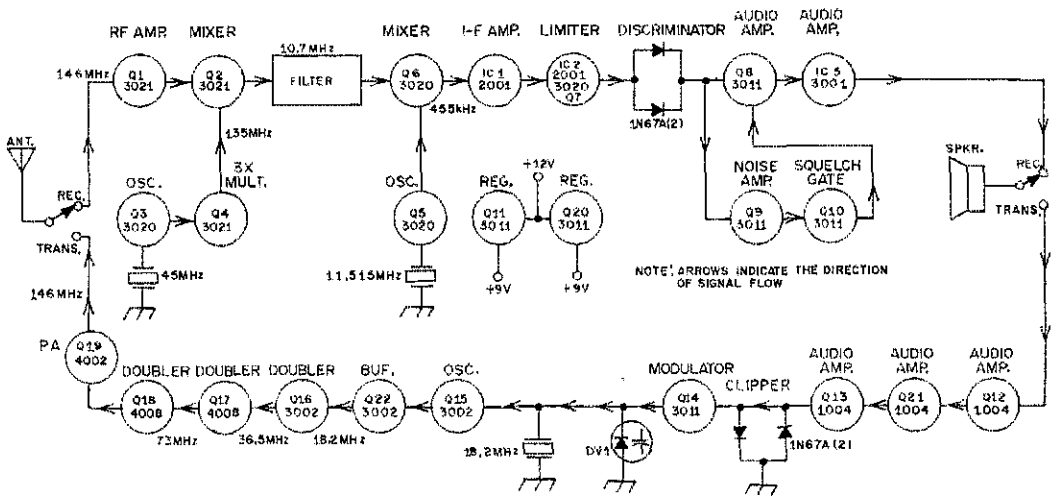 RF AMP.
MIXER
MIXER
I-F AMP.
LIMITER
DISCRIMINATOR
AUDIO
AMP.
AUDIO
AMP.
10.7MHz
146MHz
Q1
3021
Q2
3021
FILTER
Q6
3020
IC 1
2001
IC 2
2001
3020
Q7
Q8
3011
IC 3
3001
455kHz
1N67A(2)
135MHz
ANT.
3X
MULT.
+12V
NOISE
AMP.
SQUELCH
GATE
SPKR.
REC.
OSC.
OSC.
REG.
REG.
REC.
Q3
3020
Q4
3021
Q5
3020
Q11
3011
Q20
3011
Q9
3011
Q10
3011
TRANS.
TRANS.
45MHz
11,515MHz
+9V
+9V
NOTE: ARROWS INDICATE THE DIRECTION
OF SIGNAL FLOW
146MHz
PA
Q19
4002
DOUBLER
DOUBLER
DOUBLER
BUF.
OSC.
MODULATOR
CLIPPER
AUDIO
AMP.
AUDIO
AMP.
AUDIO
AMP.
Q18
4008
Q17
4008
Q16
3002
Q22
3002
Q15
3002
Q14
3011
Q13
1004
Q21
1004
Q12
1004
73MHz
36,5MHz
18.2MHz
18,2MHz
DV1
1N67A(2)